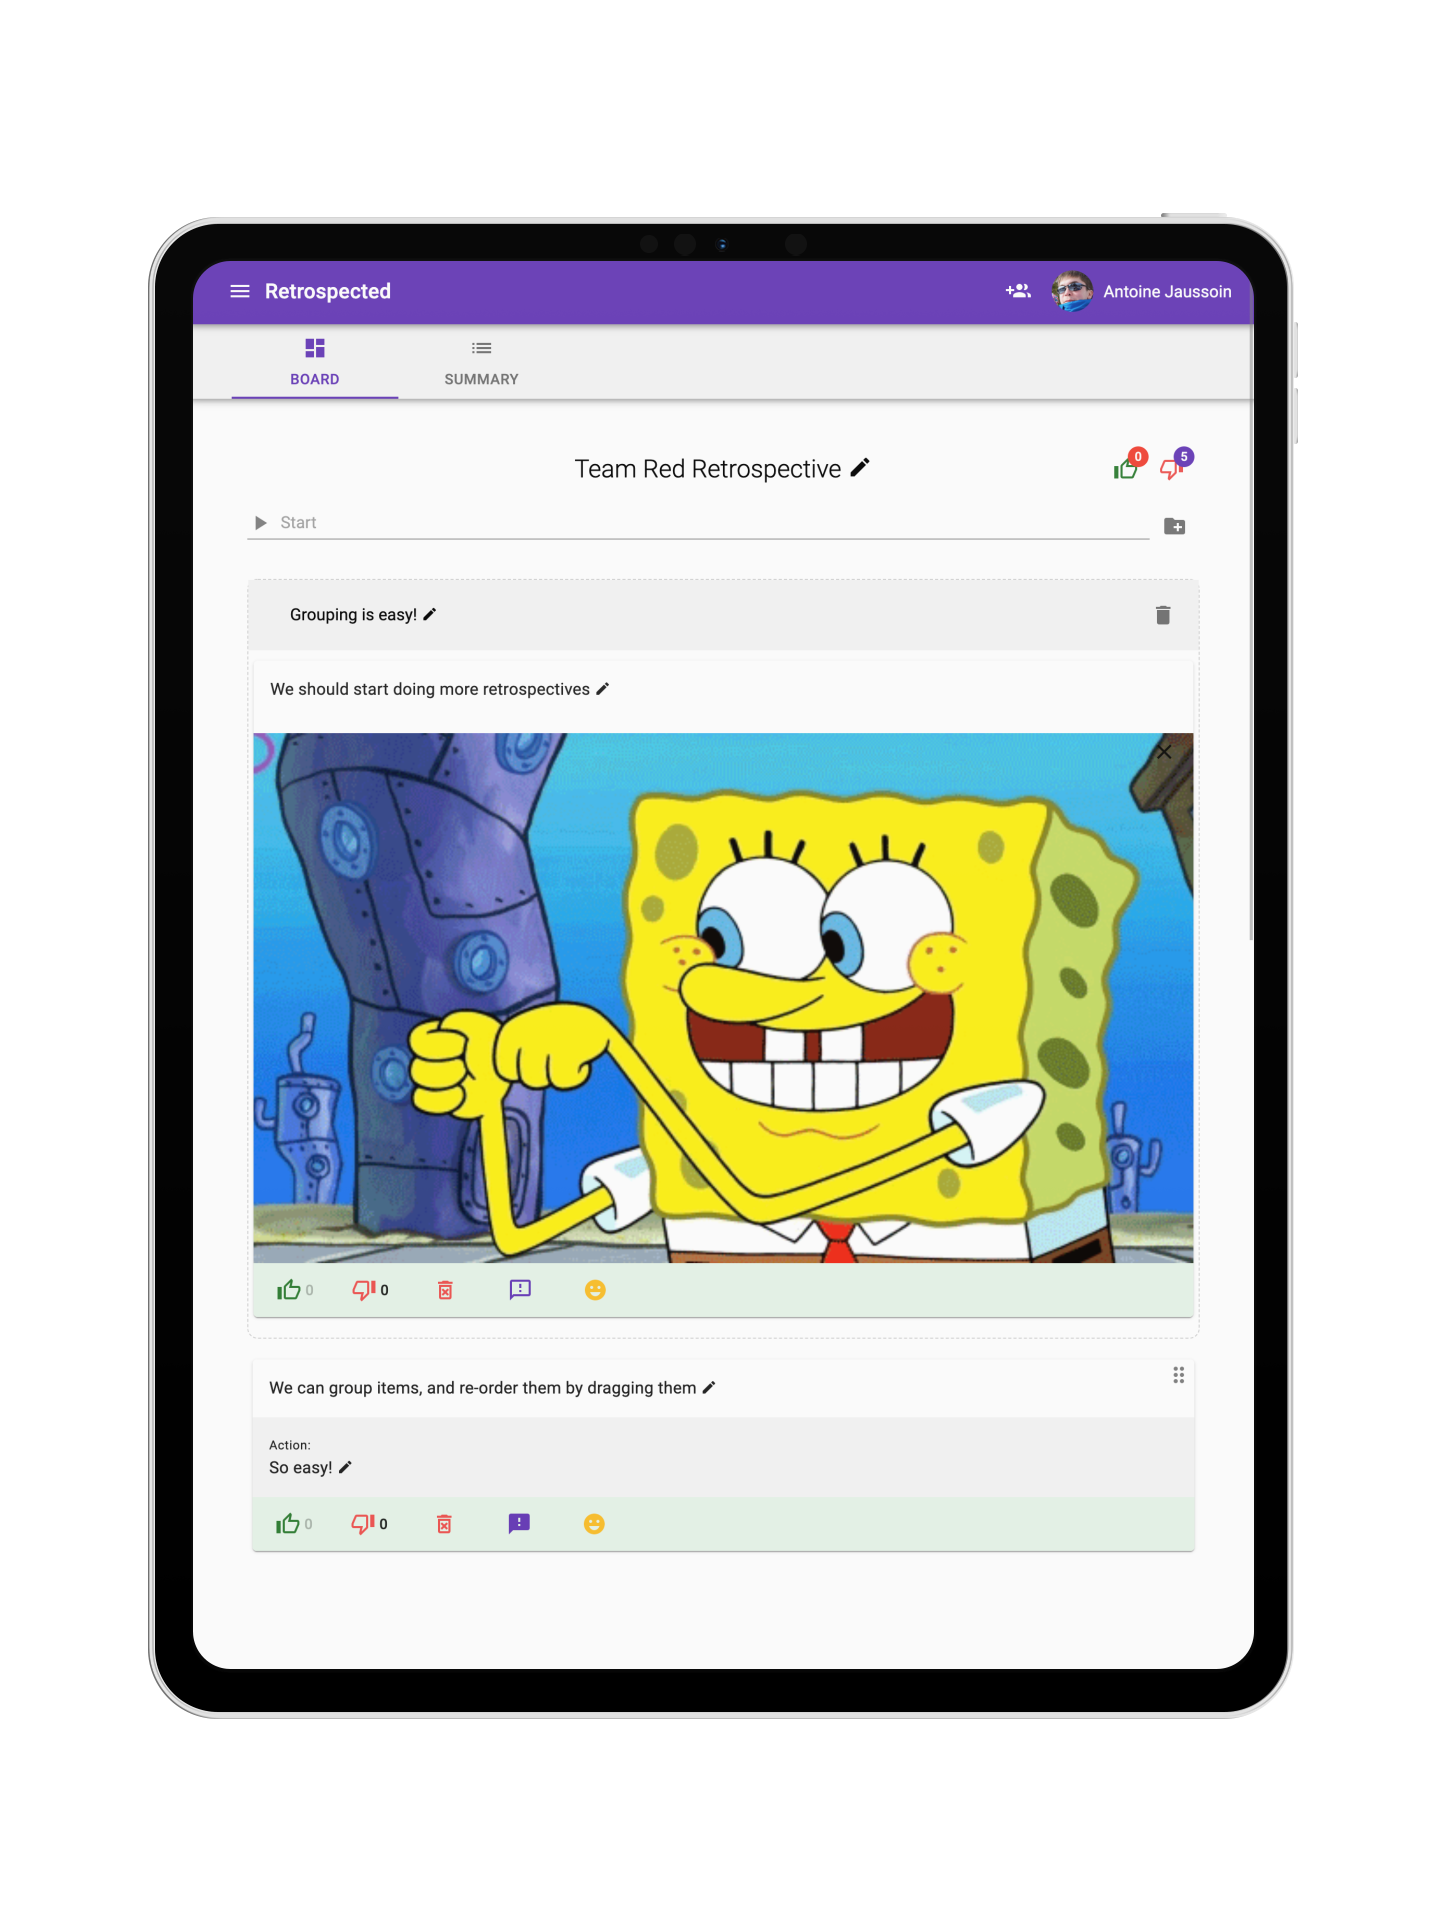 Retrospected
Antoine Jaussoin
BOARD
SUMMARY
Team Red Retrospective
0
5
Start
Grouping is easy!
We should start doing more retrospectives
0
0
We can group items, and re-order them by dragging them
Action:
So easy!
0
0